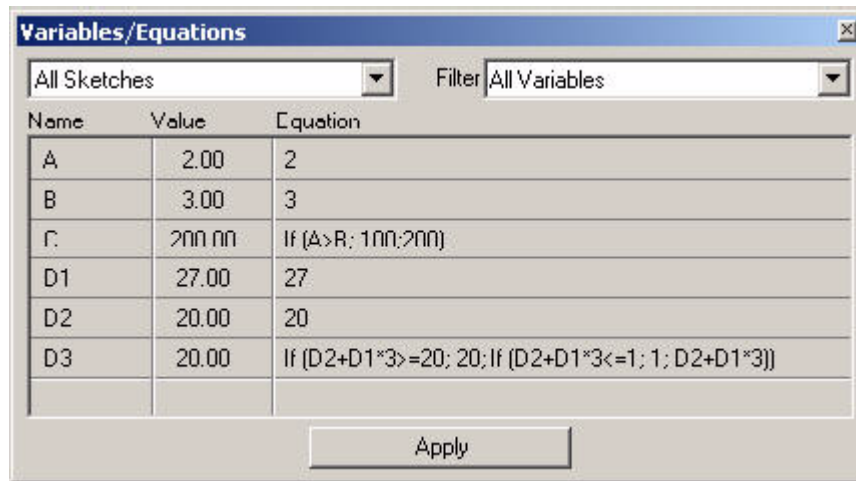 Variables/Equations
All Sketches Filter All Variables
Name Value Equation
A 2.00 2
B 3.00 3
C 200.00 If (A>B; 100;200)
D1 27.00 27
D2 20.00 20
D3 20.00 If (D2+D1*3>=20; 20; If (D2+D1*3<=1; 1; D2+D1*3))
Apply